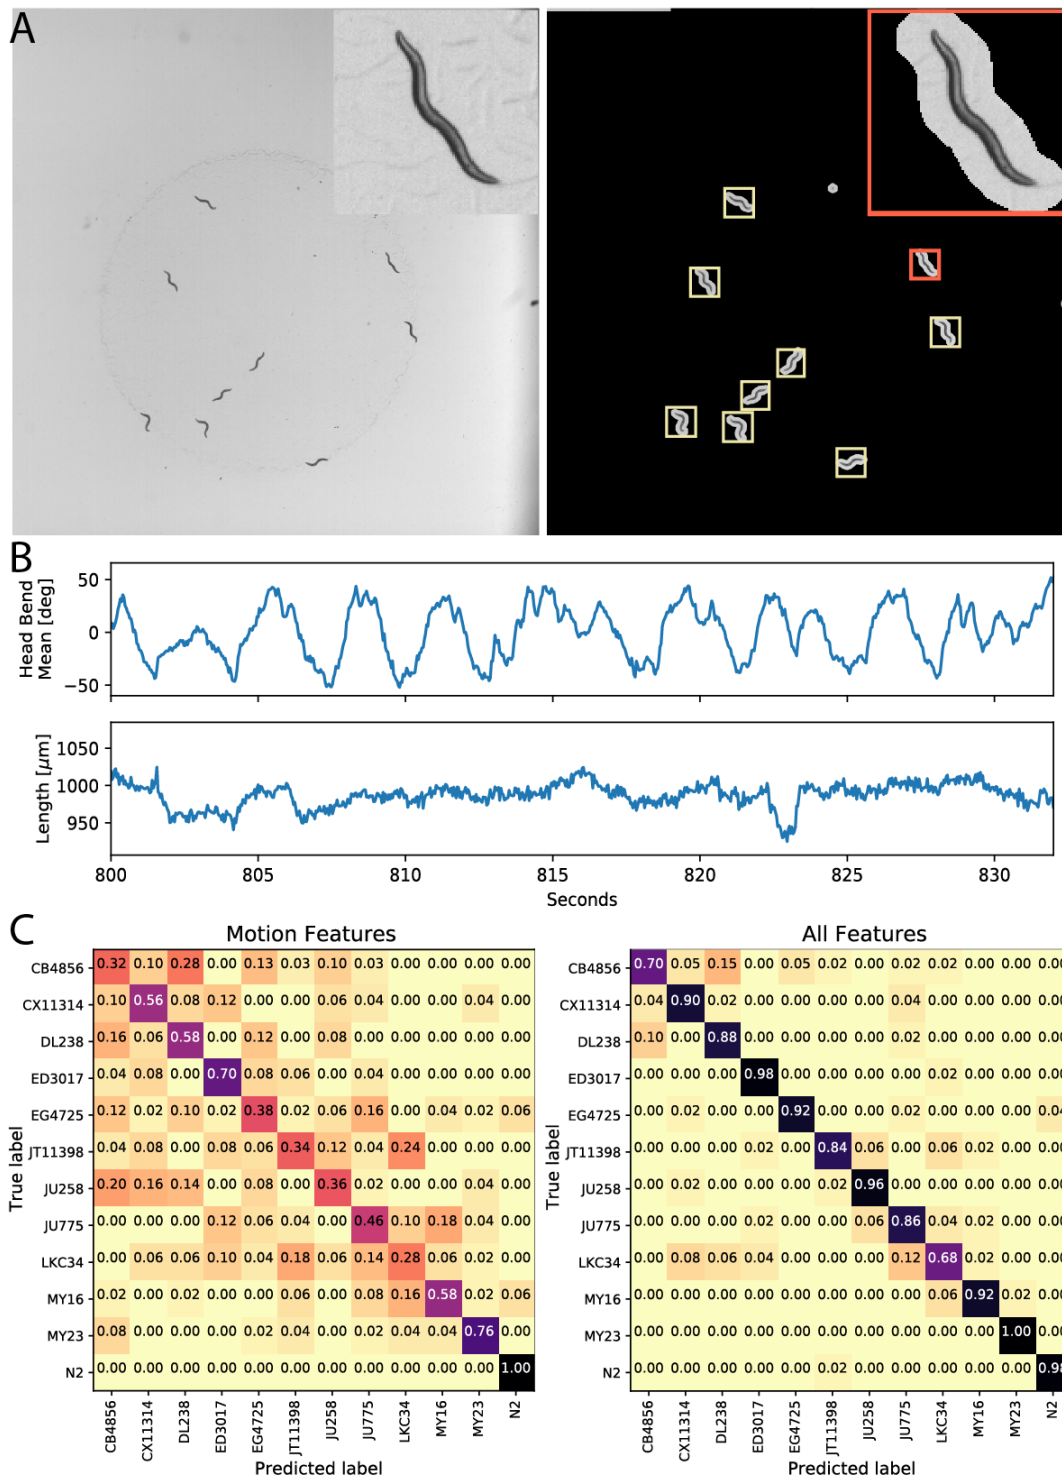 A
B
50
0
−50
Head Bend
Mean [deg]
1050
1000
950
Length [μm]
800 805 810 815 820 825 830
Seconds
C
Motion Features
True label
CB4856 0.32 0.10 0.28 0.00 0.13 0.03 0.10 0.03 0.00 0.00 0.00 0.00
CX11314 0.10 0.56 0.08 0.12 0.00 0.00 0.06 0.04 0.00 0.00 0.04 0.00
DL238 0.16 0.06 0.58 0.00 0.12 0.00 0.08 0.00 0.00 0.00 0.00 0.00
ED3017 0.04 0.08 0.00 0.70 0.08 0.06 0.00 0.04 0.00 0.00 0.00 0.00
EG4725 0.12 0.02 0.10 0.02 0.38 0.02 0.06 0.16 0.00 0.04 0.02 0.06
JT11398 0.04 0.08 0.00 0.08 0.06 0.34 0.12 0.04 0.24 0.00 0.00 0.00
JU258 0.20 0.16 0.14 0.00 0.08 0.00 0.36 0.02 0.00 0.00 0.04 0.00
JU775 0.00 0.00 0.00 0.12 0.06 0.04 0.00 0.46 0.10 0.18 0.04 0.00
LKC34 0.00 0.06 0.06 0.10 0.04 0.18 0.06 0.14 0.28 0.06 0.02 0.00
MY16 0.02 0.00 0.02 0.00 0.00 0.06 0.00 0.08 0.16 0.58 0.02 0.06
MY23 0.08 0.00 0.00 0.00 0.02 0.04 0.00 0.02 0.04 0.04 0.76 0.00
N2 0.00 0.00 0.00 0.00 0.00 0.00 0.00 0.00 0.00 0.00 0.00 1.00
CB4856 CX11314 DL238 ED3017 EG4725 JT11398 JU258 JU775 LKC34 MY16 MY23 N2
Predicted label
All Features
True label
CB4856 0.70 0.05 0.15 0.00 0.05 0.02 0.00 0.02 0.02 0.00 0.00 0.00
CX11314 0.04 0.90 0.02 0.00 0.00 0.00 0.00 0.04 0.00 0.00 0.00 0.00
DL238 0.10 0.00 0.88 0.00 0.00 0.00 0.00 0.02 0.00 0.00 0.00 0.00
ED3017 0.00 0.00 0.00 0.98 0.00 0.00 0.00 0.00 0.02 0.00 0.00 0.00
EG4725 0.00 0.02 0.00 0.00 0.92 0.00 0.00 0.02 0.00 0.00 0.00 0.04
JT11398 0.00 0.00 0.00 0.02 0.00 0.84 0.06 0.00 0.06 0.02 0.00 0.00
JU258 0.00 0.02 0.00 0.00 0.00 0.02 0.96 0.00 0.00 0.00 0.00 0.00
JU775 0.00 0.00 0.00 0.02 0.00 0.00 0.06 0.86 0.04 0.02 0.00 0.00
LKC34 0.00 0.08 0.06 0.04 0.00 0.00 0.00 0.12 0.68 0.02 0.00 0.00
MY16 0.00 0.00 0.00 0.00 0.00 0.00 0.00 0.00 0.06 0.92 0.02 0.00
MY23 0.00 0.00 0.00 0.00 0.00 0.00 0.00 0.00 0.00 0.00 1.00 0.00
N2 0.00 0.00 0.00 0.00 0.00 0.02 0.00 0.00 0.00 0.00 0.00 0.98
CB4856 CX11314 DL238 ED3017 EG4725 JT11398 JU258 JU775 LKC34 MY16 MY23 N2
Predicted label